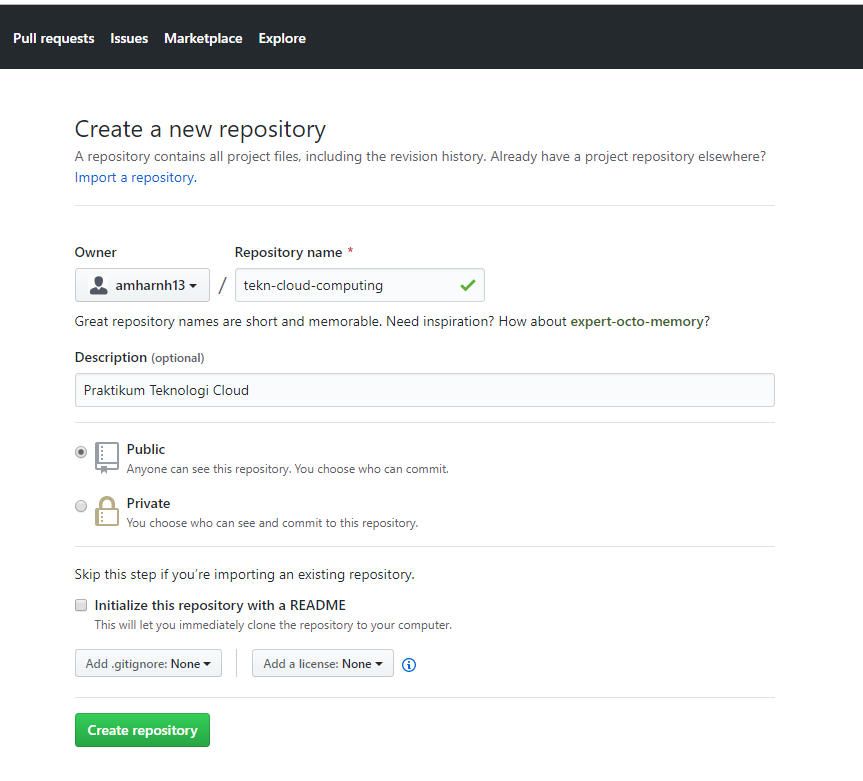 Pull requests Issues Marketplace Explore
Create a new repository
A repository contains all project files, including the revision history. Already have a project repository elsewhere?
Import a repository.
Owner Repository name *
amharnh13 / tekn-cloud-computing
Great repository names are short and memorable. Need inspiration? How about expert-octo-memory?
Description (optional)
Praktikum Teknologi Cloud
Public
Anyone can see this repository. You choose who can commit.
Private
You choose who can see and commit to this repository.
Skip this step if you’re importing an existing repository.
Initialize this repository with a README
This will let you immediately clone the repository to your computer.
Add .gitignore: None Add a license: None
Create repository